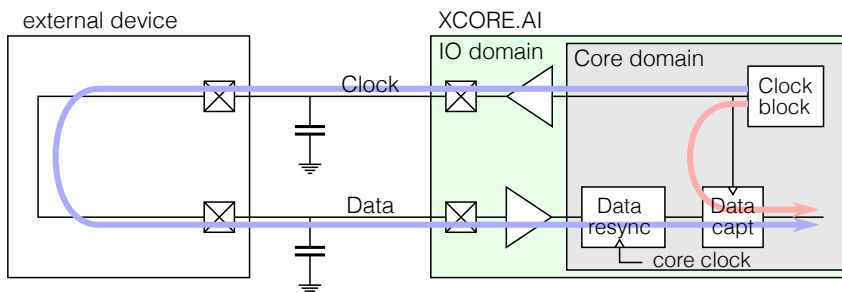 external device
XCORE.AI
IO domain
Core domain
Clock
Clock
block
Data
Data
resync
Data
capt
core clock